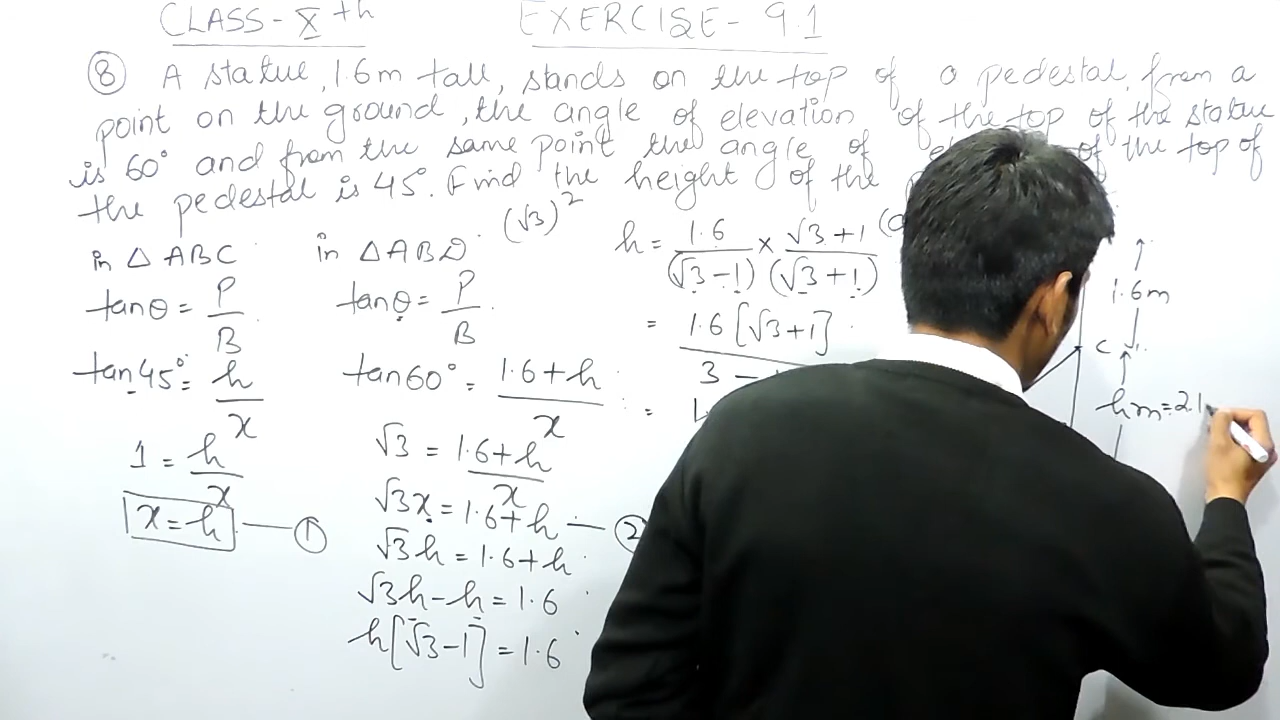 CLASS - Xth EXERCISE - 9.1
⑧ A statue, 1.6m tall, stands on the top of a pedestal, from a
point on the ground, the angle of elevation of the top of the statue
is 60° and from the same point the angle of of the top of
the pedestal is 45°. Find the height of the
in △ ABC
tanθ = P/B
tan45° = h/x
1 = h/x
x = h — ①
in △ ABD
tanθ = P/B
tan60° = 1.6+h/x
√3 = 1.6+h/x
√3x = 1.6+h — ②
√3h = 1.6+h
√3h - h = 1.6
h[√3-1] = 1.6
(√3)²
h = 1.6/(√3-1) × √3+1/(√3+1)
= 1.6[√3+1]/3 -
=
1.6m
C
hm = 2.1